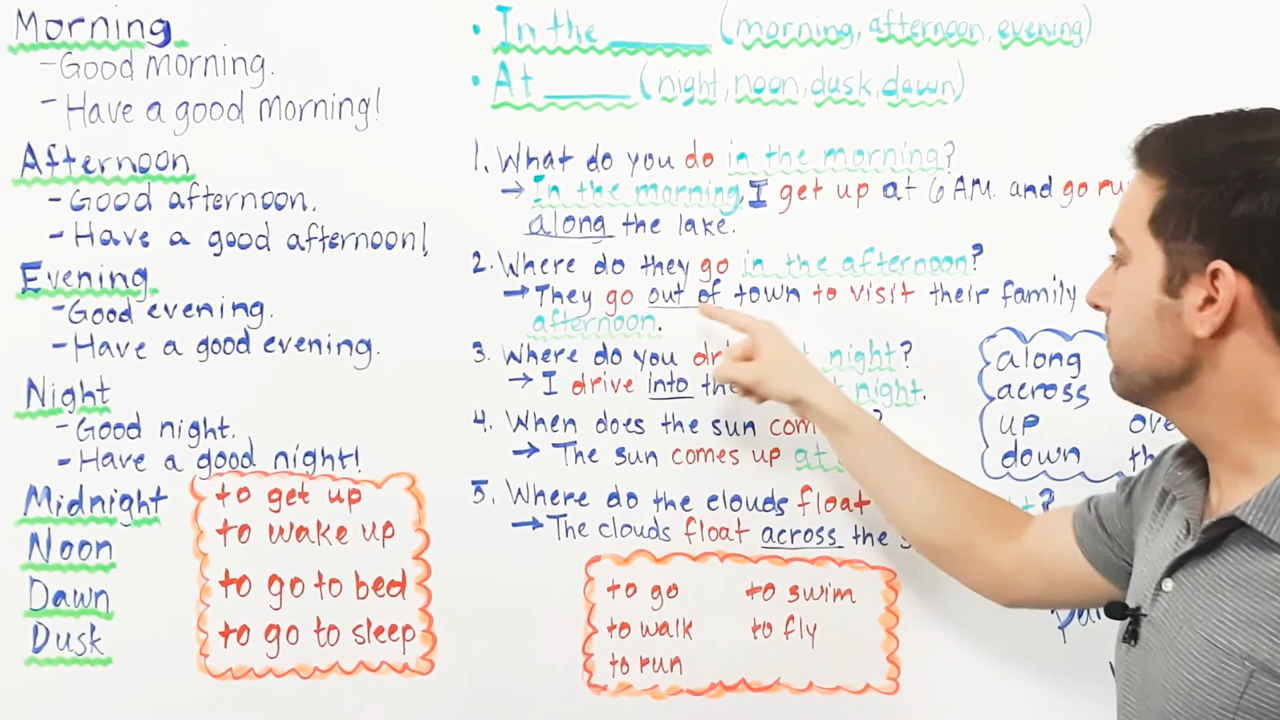 Morning
- Good morning.
- Have a good morning!
Afternoon
- Good afternoon.
- Have a good afternoon!
Evening
- Good evening.
- Have a good evening.
Night
- Good night.
- Have a good night!
Midnight
Noon
Dawn
Dusk
to get up
to wake up
to go to bed
to go to sleep
• In the ______ (morning, afternoon, evening)
• At ______ (night, noon, dusk, dawn)
1. What do you do in the morning?
→ In the morning, I get up at 6 A.M. and go
along the lake.
2. Where do they go in the afternoon?
→ They go out of town to visit their family
afternoon.
3. Where do you night?
→ I drive into night.
4. When does the sun ?
→ The sun comes up at
5. Where do the clouds float ?
→ The clouds float across the
along
across
up
down
to go to swim
to walk to fly
to run